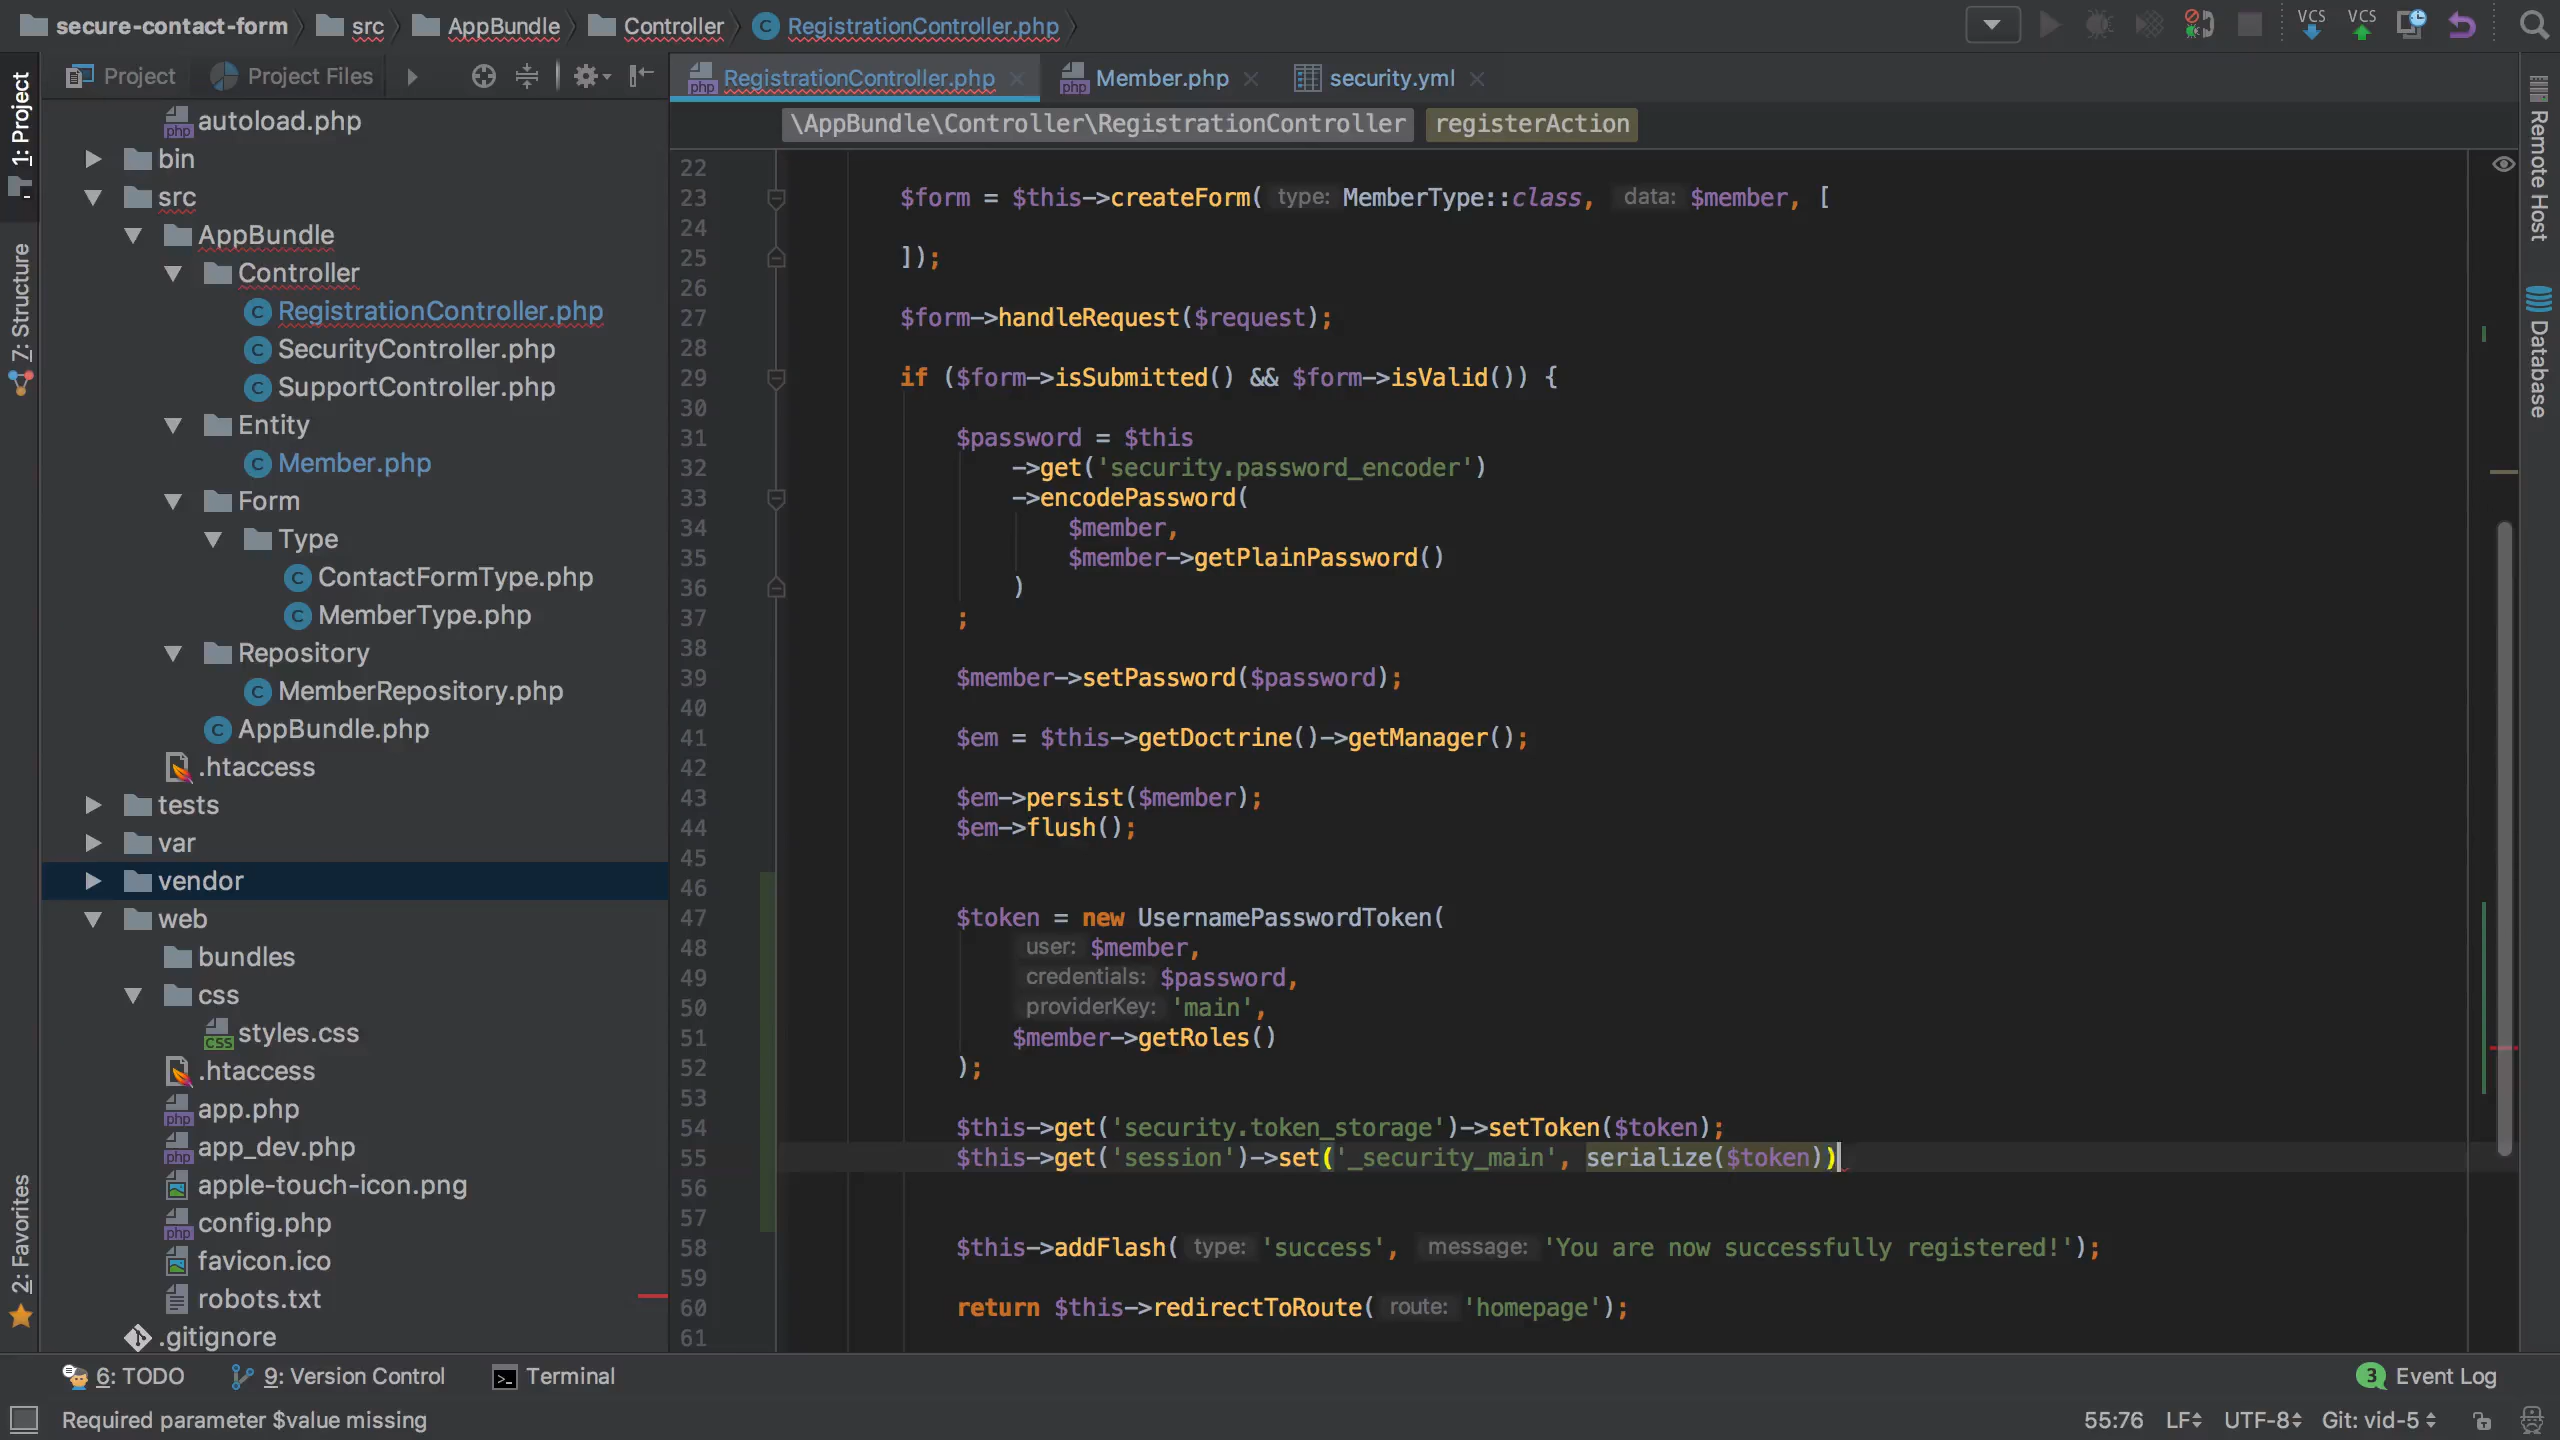 secure-contact-form src AppBundle Controller RegistrationController.php
VCS VCS
1: Project
7: Structure
2: Favorites
Project Project Files
autoload.php
bin
src
AppBundle
Controller
RegistrationController.php
SecurityController.php
SupportController.php
Entity
Member.php
Form
Type
ContactFormType.php
MemberType.php
Repository
MemberRepository.php
AppBundle.php
.htaccess
tests
var
vendor
web
bundles
css
styles.css
.htaccess
app.php
app_dev.php
apple-touch-icon.png
config.php
favicon.ico
robots.txt
.gitignore
RegistrationController.php Member.php security.yml
\AppBundle\Controller\RegistrationController registerAction
22
23 $form = $this->createForm( type: MemberType::class, data: $member, [
24
25 ]);
26
27 $form->handleRequest($request);
28
29 if ($form->isSubmitted() && $form->isValid()) {
30
31 $password = $this
32 ->get('security.password_encoder')
33 ->encodePassword(
34 $member,
35 $member->getPlainPassword()
36 )
37 ;
38
39 $member->setPassword($password);
40
41 $em = $this->getDoctrine()->getManager();
42
43 $em->persist($member);
44 $em->flush();
45
46
47 $token = new UsernamePasswordToken(
48 user: $member,
49 credentials: $password,
50 providerKey: 'main',
51 $member->getRoles()
52 );
53
54 $this->get('security.token_storage')->setToken($token);
55 $this->get('session')->set('_security_main', serialize($token))
56
57
58 $this->addFlash( type: 'success', message: 'You are now successfully registered!');
59
60 return $this->redirectToRoute( route: 'homepage');
61
Remote Host
Database
6: TODO 9: Version Control Terminal 3 Event Log
Required parameter $value missing 55:76 LF UTF-8 Git: vid-5